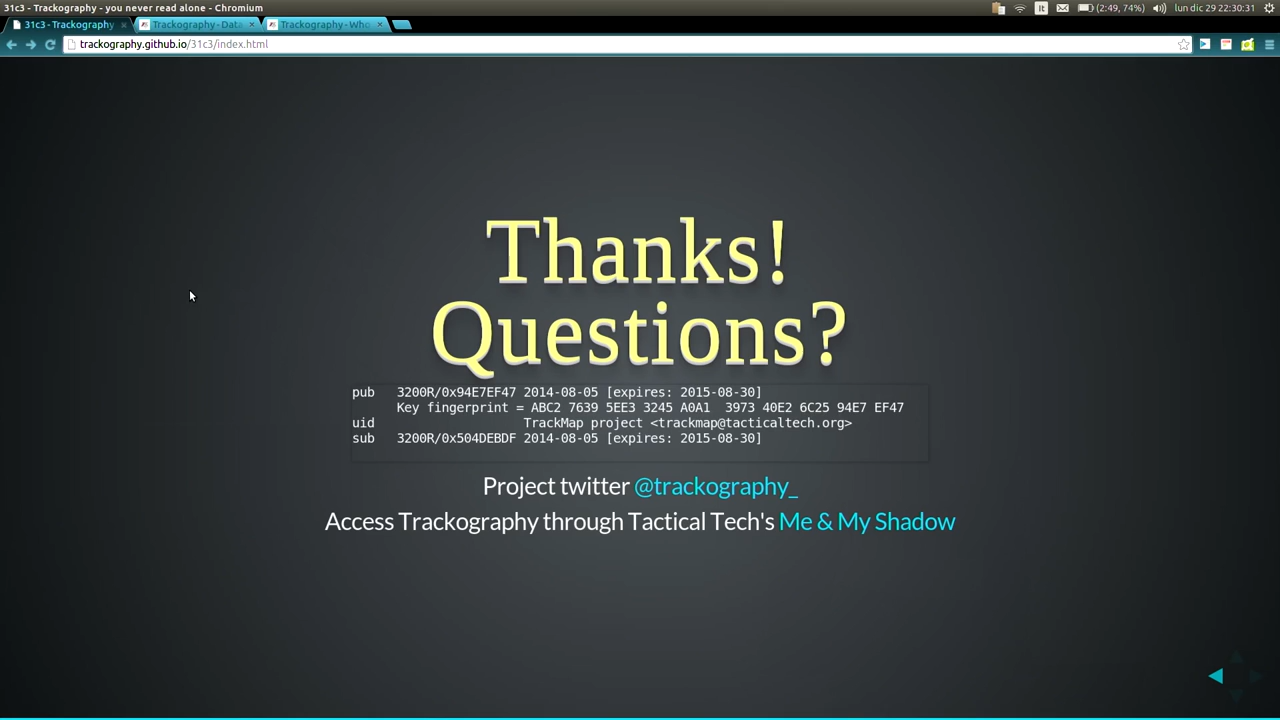 31c3 - Trackography - you never read alone - Chromium
It
(2:49, 74%)
lun dic 29 22:30:31
31c3 - Trackography
Trackography - Data
Trackography - Who
trackography.github.io/31c3/index.html
Thanks!
Questions?
pub 3200R/0x94E7EF47 2014-08-05 [expires: 2015-08-30]
Key fingerprint = ABC2 7639 5EE3 3245 A0A1 3973 40E2 6C25 94E7 EF47
uid TrackMap project <trackmap@tacticaltech.org>
sub 3200R/0x504DEBDF 2014-08-05 [expires: 2015-08-30]
Project twitter @trackography_
Access Trackography through Tactical Tech's Me & My Shadow